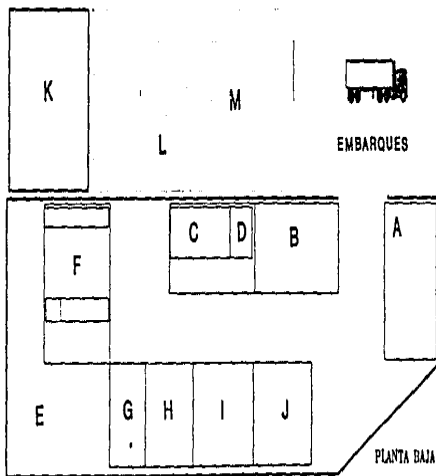 K
M
L
EMBARQUES
C D B A
F
E G H I J
PLANTA BAJA